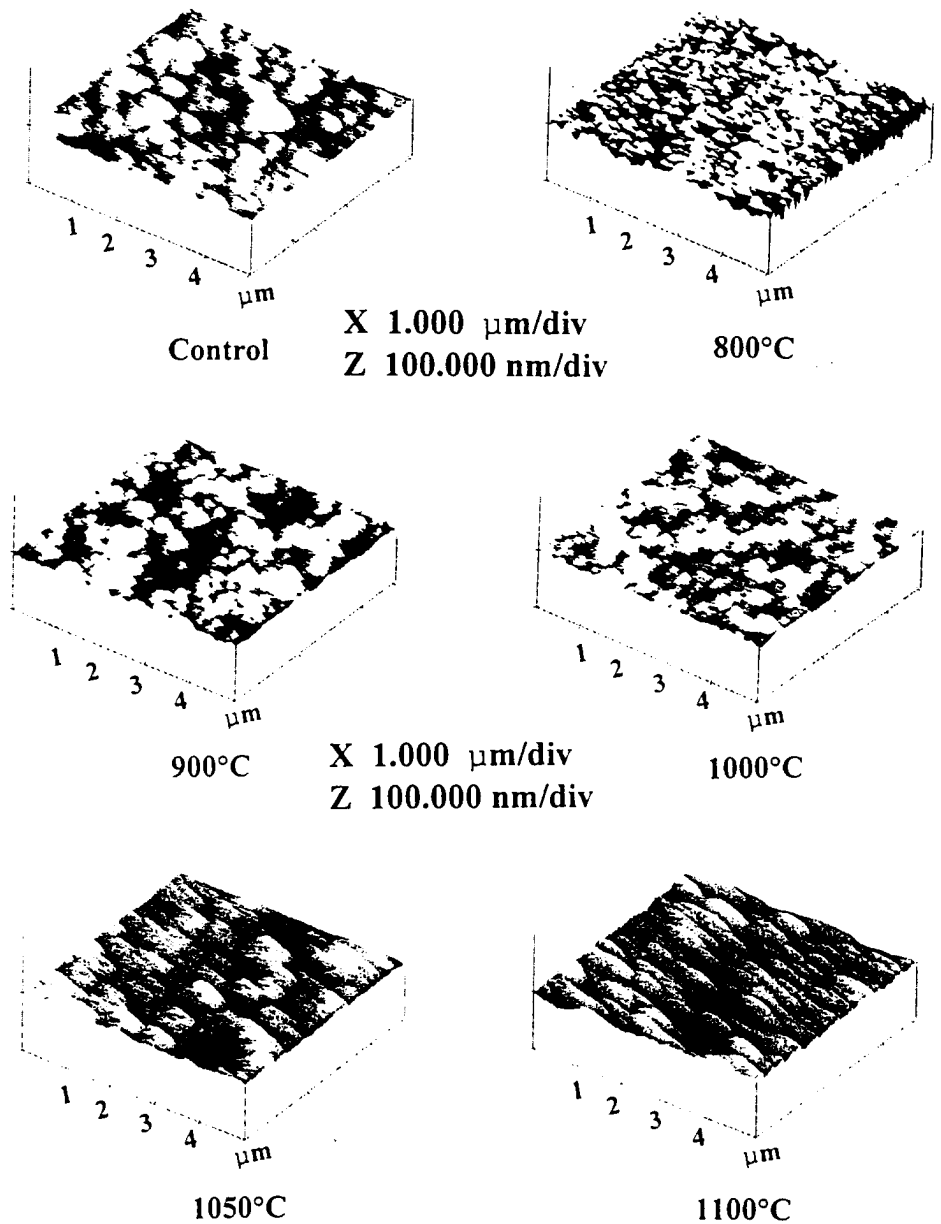 1 2 3 4 μm
1 2 3 4 μm
Control
X 1.000 μm/div
Z 100.000 nm/div
800°C
1 2 3 4 μm
1 2 3 4 μm
900°C
X 1.000 μm/div
Z 100.000 nm/div
1000°C
1 2 3 4 μm
1 2 3 4 μm
1050°C
1100°C